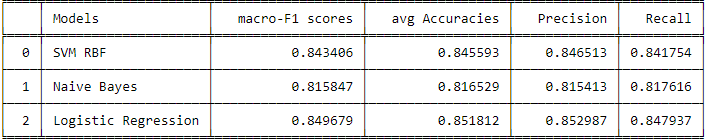 Models macro-F1 scores avg Accuracies Precision Recall
0 SVM RBF 0.843406 0.845593 0.846513 0.841754
1 Naive Bayes 0.815847 0.816529 0.815413 0.817616
2 Logistic Regression 0.849679 0.851812 0.852987 0.847937